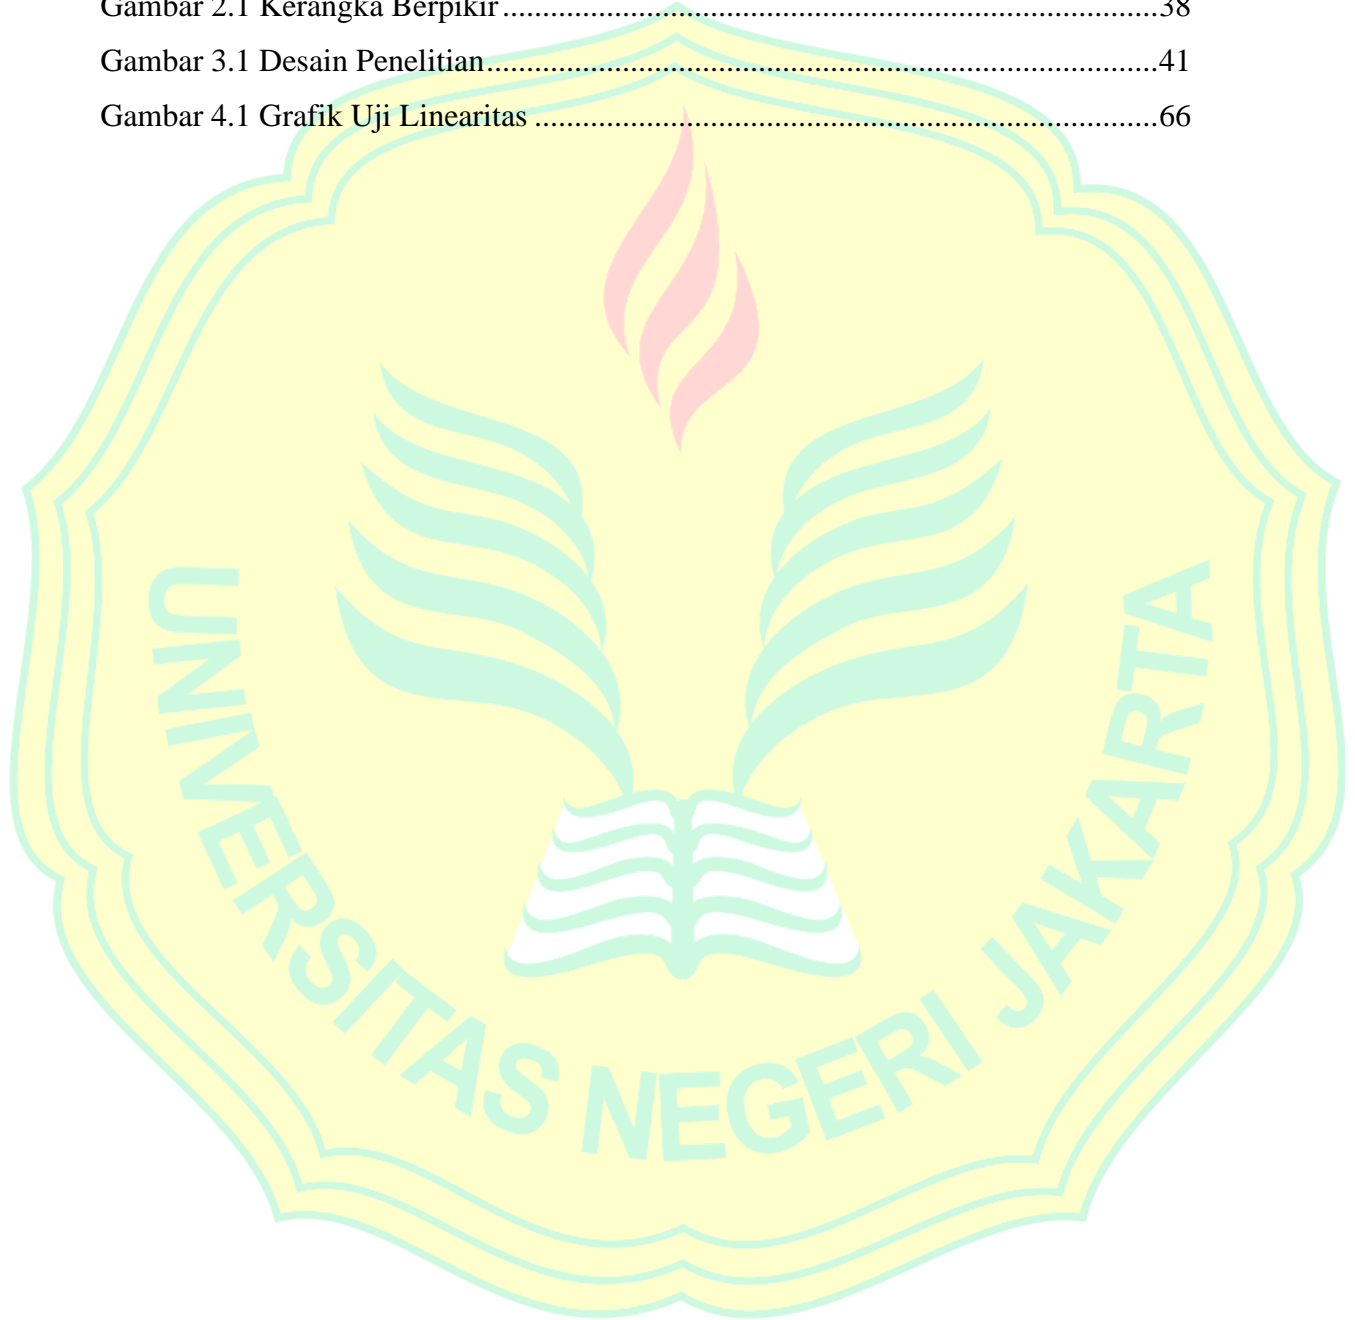 Gambar 2.1 Kerangka Berpikir....................................................................................38
Gambar 3.1 Desain Penelitian.....................................................................................41
Gambar 4.1 Grafik Uji Linearitas ...............................................................................66
UNIVERSITAS NEGERI JAKARTA